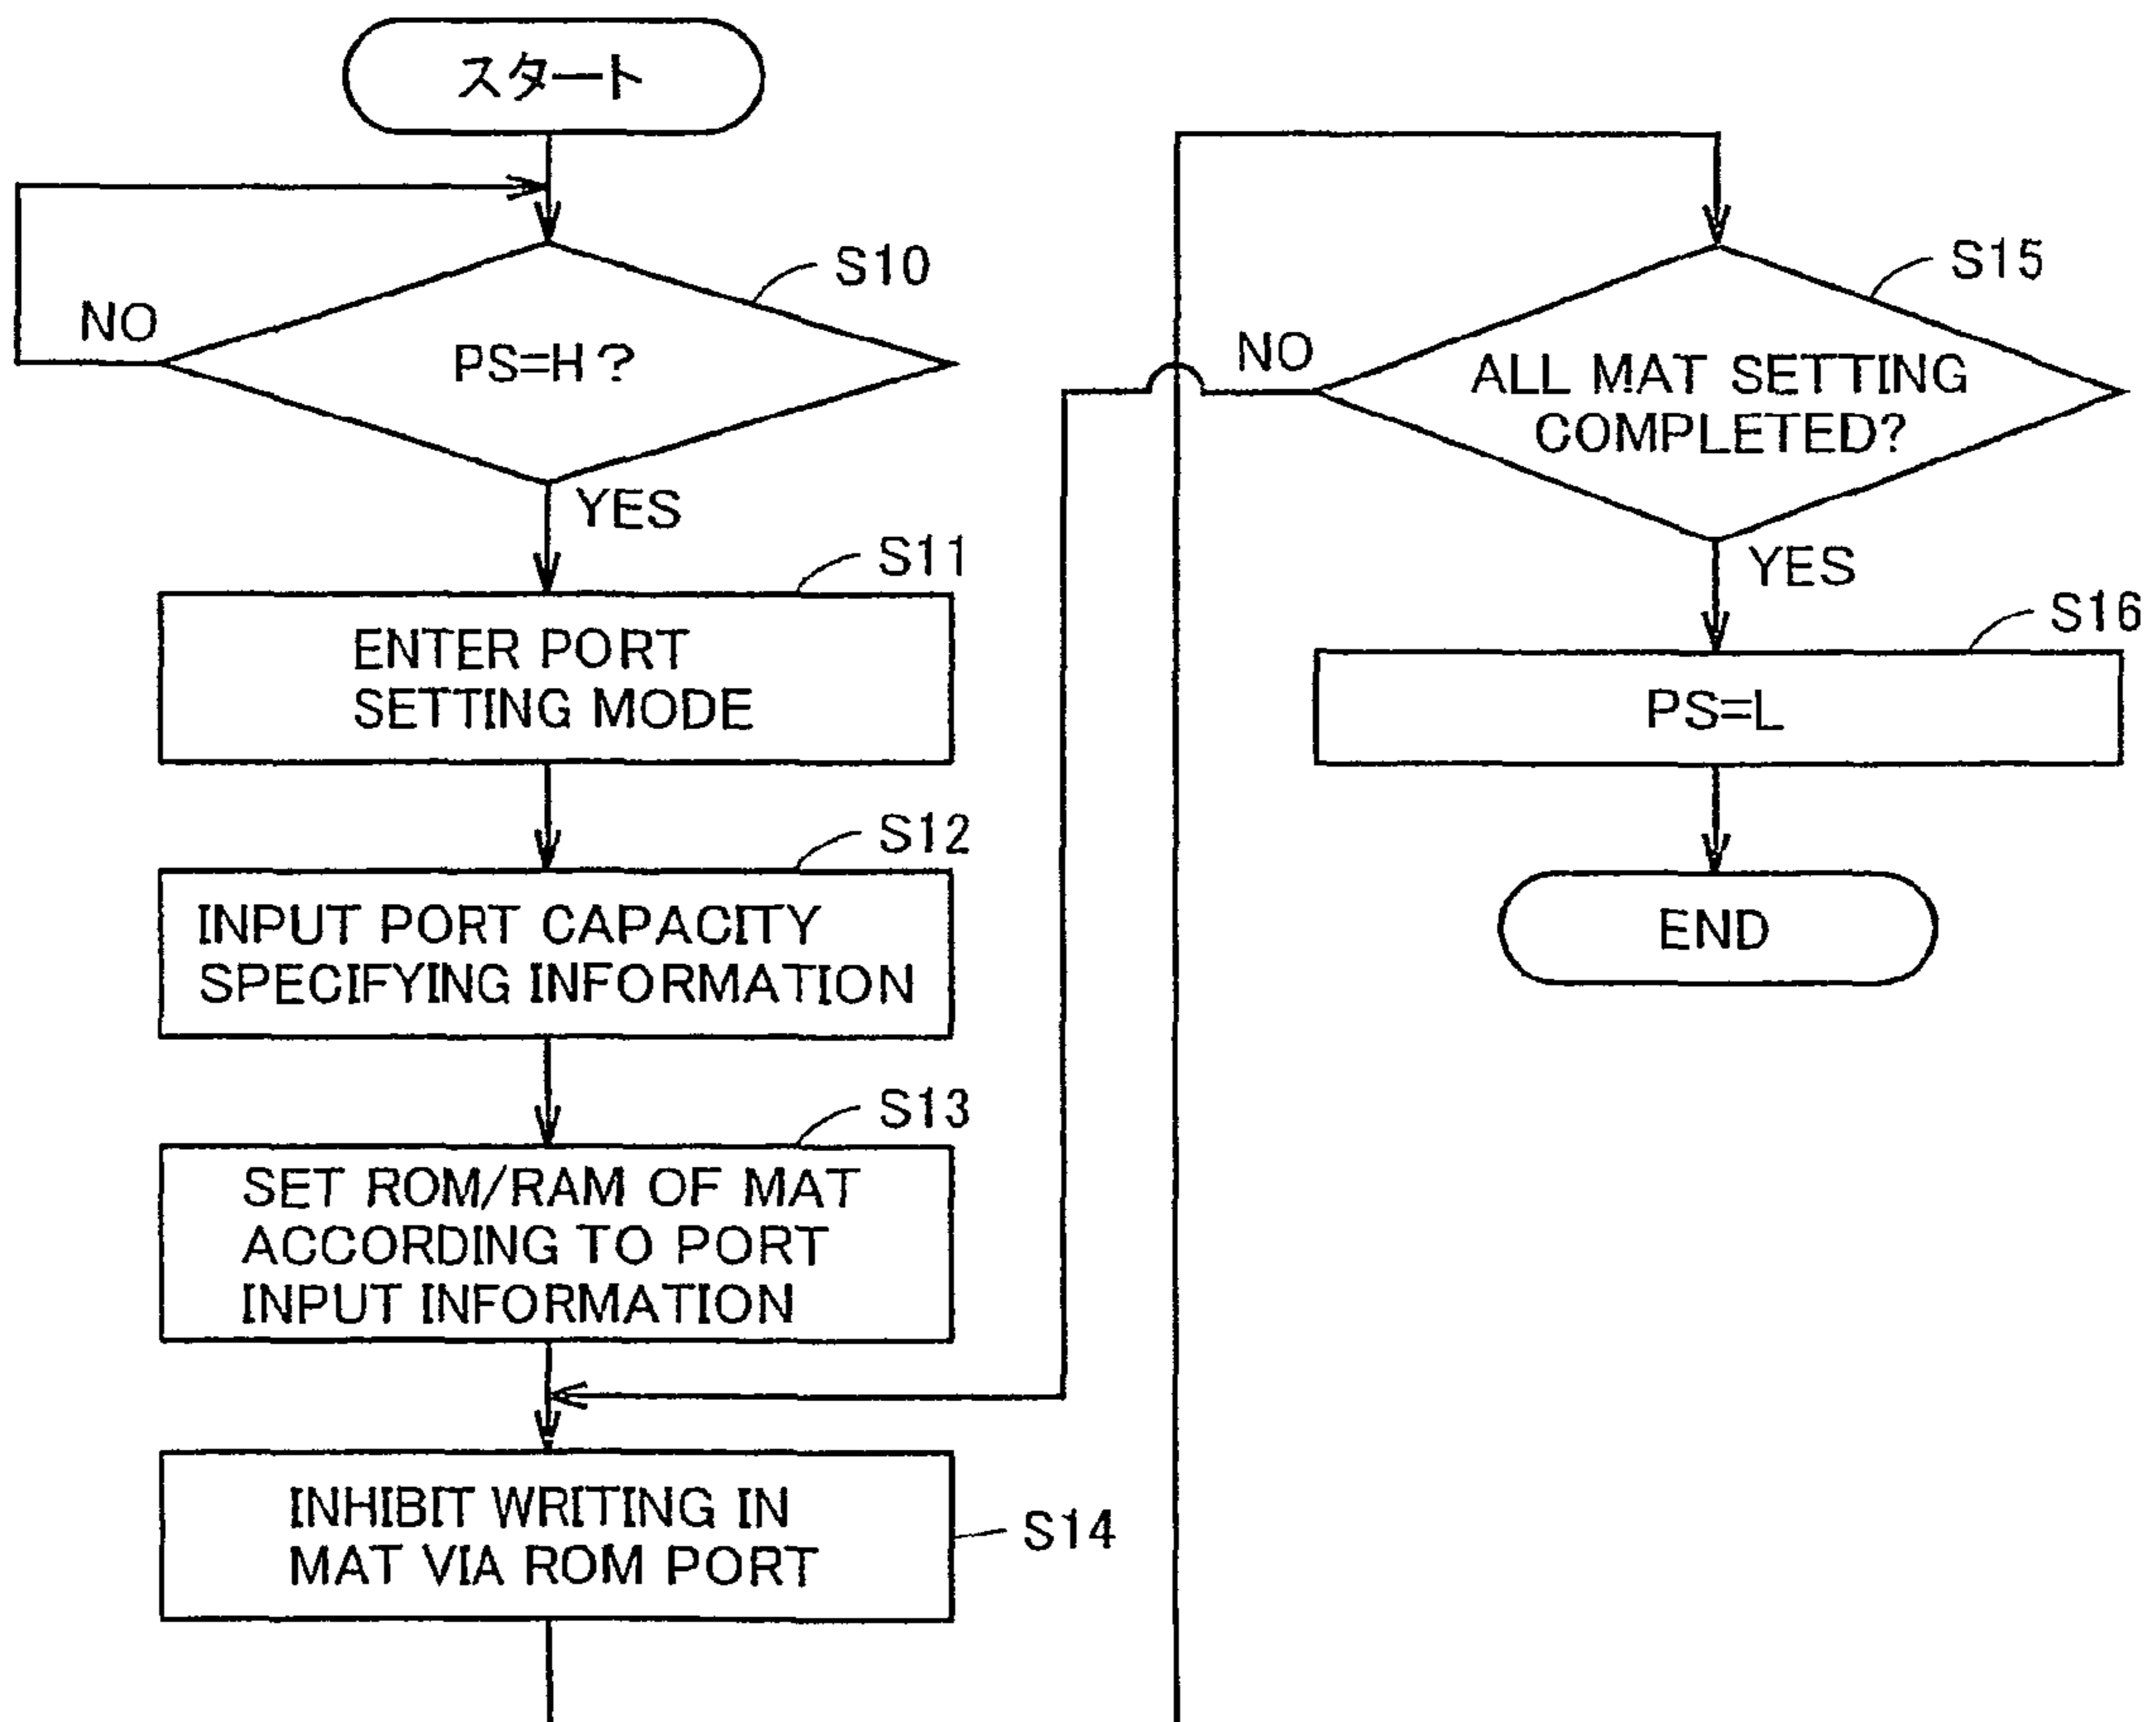 スタート
S10
NO
PS=H?
YES
S11
ENTER PORT
SETTING MODE
S12
INPUT PORT CAPACITY
SPECIFYING INFORMATION
S13
SET ROM/RAM OF MAT
ACCORDING TO PORT
INPUT INFORMATION
INHIBIT WRITING IN
MAT VIA ROM PORT
S14
S15
NO
ALL MAT SETTING
COMPLETED?
YES
S16
PS=L
END